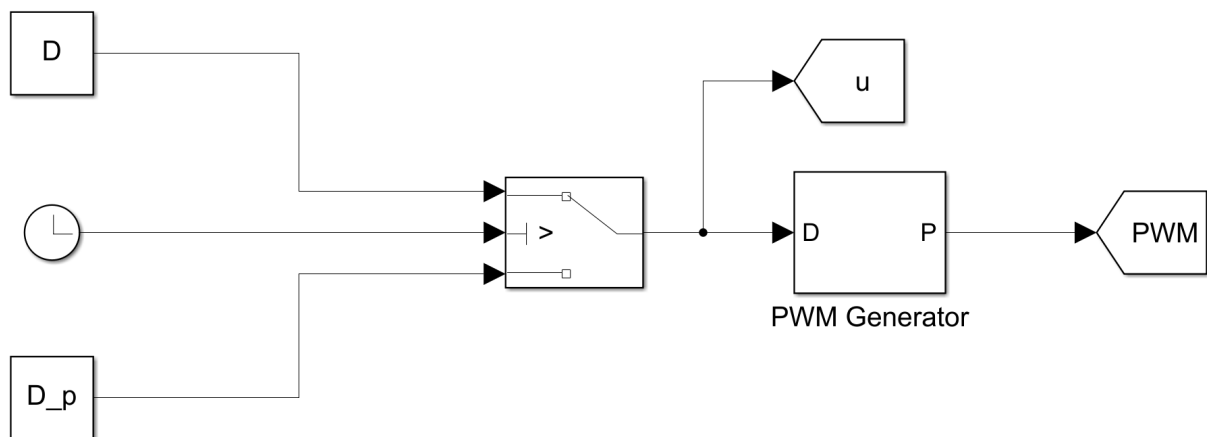 D
u
>
D P
PWM
PWM Generator
D_p